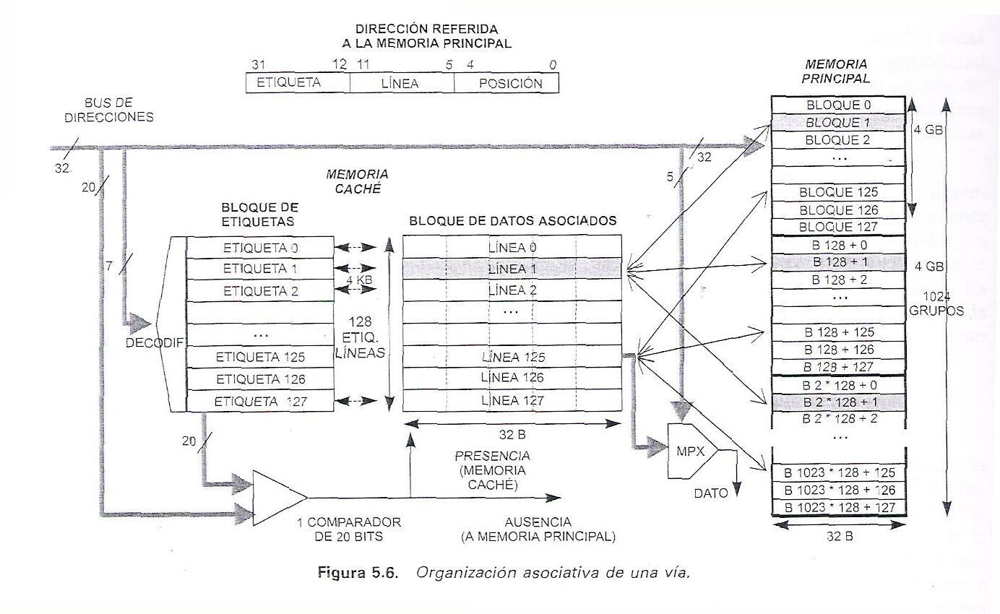 DIRECCIÓN REFERIDA
A LA MEMORIA PRINCIPAL
31 12 11 5 4 0
ETIQUETA LÍNEA POSICIÓN
BUS DE
DIRECCIONES
32
20
7
MEMORIA
CACHÉ
BLOQUE DE
ETIQUETAS
ETIQUETA 0
ETIQUETA 1
ETIQUETA 2
...
ETIQUETA 125
ETIQUETA 126
ETIQUETA 127
DECODIF
4 KB
128
ETIQ.
LÍNEAS
BLOQUE DE DATOS ASOCIADOS
LÍNEA 0
LÍNEA 1
LÍNEA 2
...
LÍNEA 125
LÍNEA 126
LÍNEA 127
32 B
5
32
MEMORIA
PRINCIPAL
BLOQUE 0
BLOQUE 1
BLOQUE 2
...
BLOQUE 125
BLOQUE 126
BLOQUE 127
B 128 + 0
B 128 + 1
B 128 + 2
...
B 128 + 125
B 128 + 126
B 128 + 127
B 2 * 128 + 0
B 2 * 128 + 1
B 2 * 128 + 2
...
B 1023 * 128 + 125
B 1023 * 128 + 126
B 1023 * 128 + 127
32 B
4 GB
4 GB
1024
GRUPOS
20
1 COMPARADOR
DE 20 BITS
PRESENCIA
(MEMORIA
CACHÉ)
AUSENCIA
(A MEMORIA PRINCIPAL)
MPX
DATO
Figura 5.6. Organización asociativa de una vía.